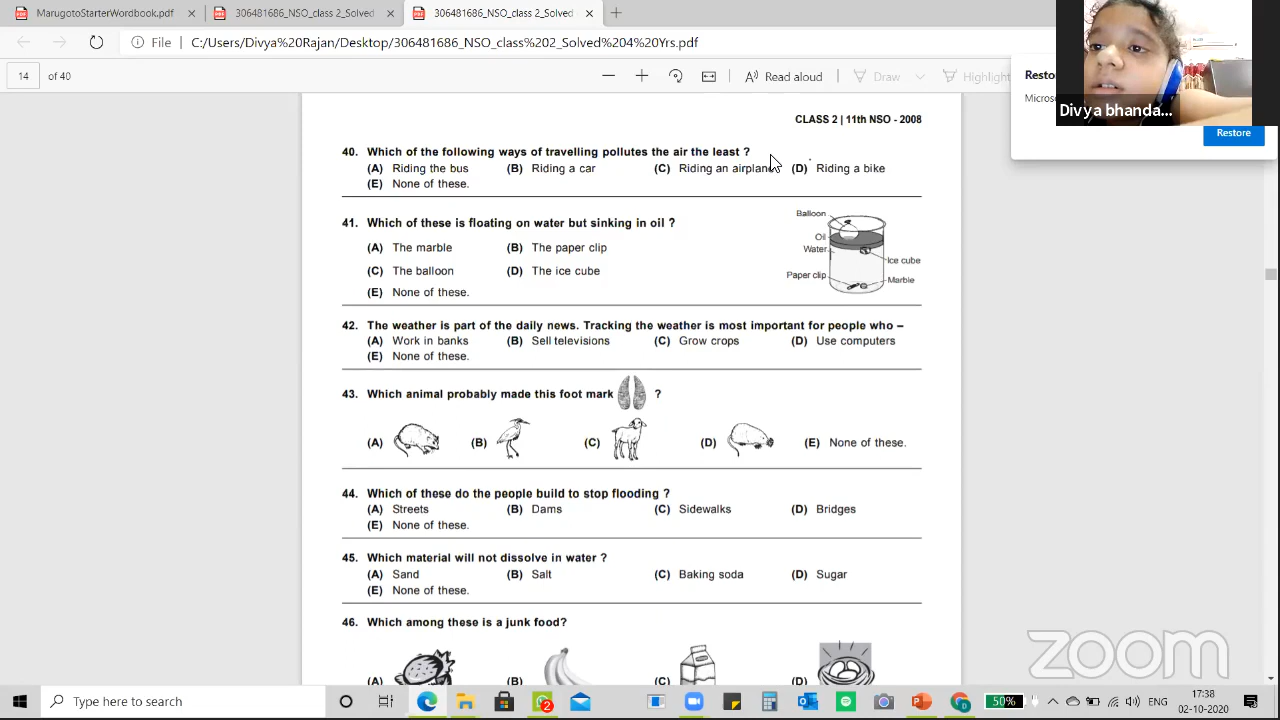 MarugotoStarterWordbook.pdf
306481686_NSO_class 2_Solved
306481686_NSO_class 2_Solved
File C:/Users/Divya%20Rajan/Desktop/306481686_NSO_class%202_Solved%204%20Yrs.pdf
14 of 40
Read aloud
Draw
Highlight
Restore
Divya bhanda...
CLASS 2 | 11th NSO - 2008
40. Which of the following ways of travelling pollutes the air the least ?
(A) Riding the bus (B) Riding a car (C) Riding an airplane (D) Riding a bike
(E) None of these.
41. Which of these is floating on water but sinking in oil ?
(A) The marble (B) The paper clip
(C) The balloon (D) The ice cube
(E) None of these.
Balloon
Oil
Water
Ice cube
Paper clip
Marble
42. The weather is part of the daily news. Tracking the weather is most important for people who –
(A) Work in banks (B) Sell televisions (C) Grow crops (D) Use computers
(E) None of these.
43. Which animal probably made this foot mark ?
(A) (B) (C) (D) (E) None of these.
44. Which of these do the people build to stop flooding ?
(A) Streets (B) Dams (C) Sidewalks (D) Bridges
(E) None of these.
45. Which material will not dissolve in water ?
(A) Sand (B) Salt (C) Baking soda (D) Sugar
(E) None of these.
46. Which among these is a junk food?
(A) (B) (C) (D)
zoom
Type here to search
2
50%
ENG
17:38
02-10-2020